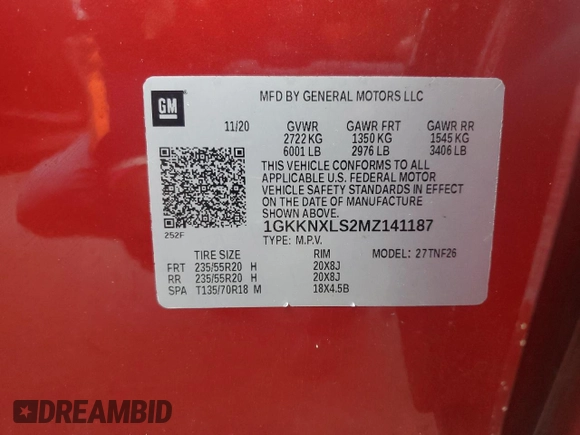 GM
MFD BY GENERAL MOTORS LLC
11/20 GVWR GAWR FRT GAWR RR
2722 KG 1350 KG 1545 KG
6001 LB 2976 LB 3406 LB
THIS VEHICLE CONFORMS TO ALL
APPLICABLE U.S. FEDERAL MOTOR
VEHICLE SAFETY STANDARDS IN EFFECT
ON THE DATE OF MANUFACTURE
SHOWN ABOVE.
252F
1GKKNXLS2MZ141187
TYPE: M.P.V. MODEL: 27TNF26
TIRE SIZE RIM
FRT 235/55R20 H 20X8J
RR 235/55R20 H 20X8J
SPA T135/70R18 M 18X4.5B
DREAMBID